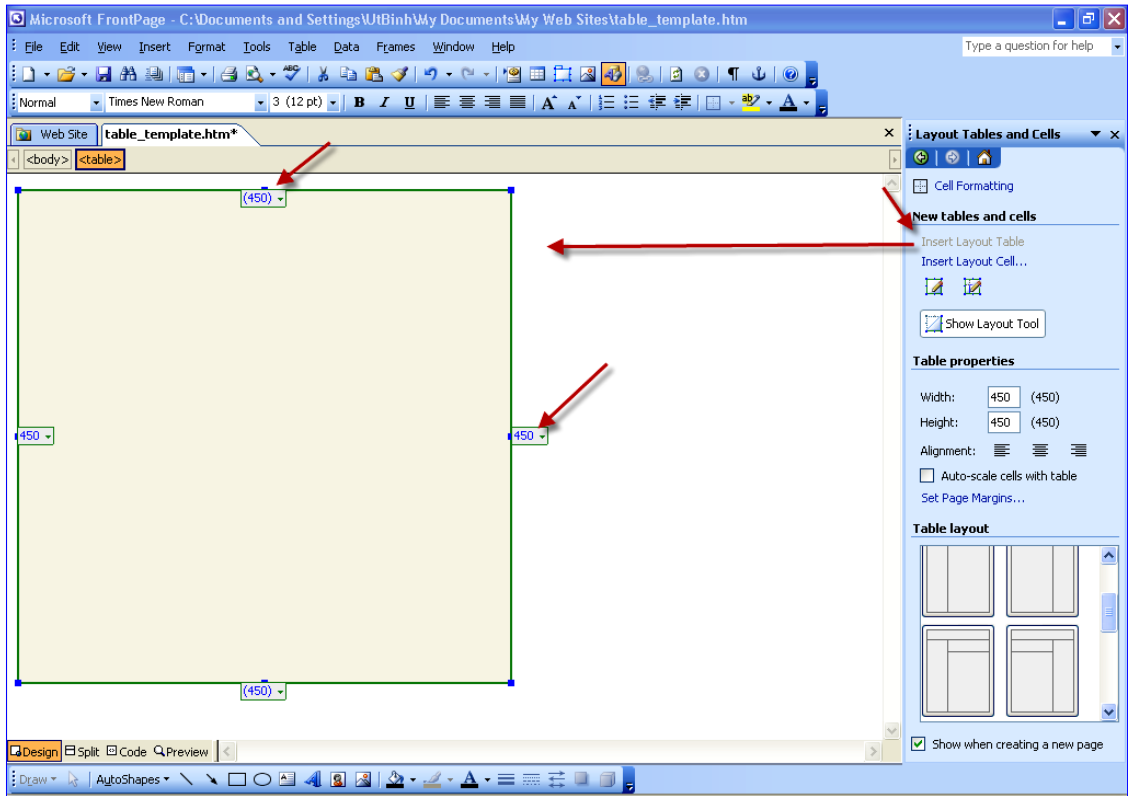 Microsoft FrontPage - C:\Documents and Settings\UtBinh\My Documents\My Web Sites\table_template.htm
File Edit View Insert Format Tools Table Data Frames Window Help Type a question for help
Normal Times New Roman 3 (12 pt) B I U
Web Site table_template.htm*
<body> <table>
(450)
450 450
(450)
Design Split Code Preview
Draw AutoShapes
Layout Tables and Cells
Cell Formatting
New tables and cells
Insert Layout Table
Insert Layout Cell...
Show Layout Tool
Table properties
Width: 450 (450)
Height: 450 (450)
Alignment:
Auto-scale cells with table
Set Page Margins...
Table layout
Show when creating a new page